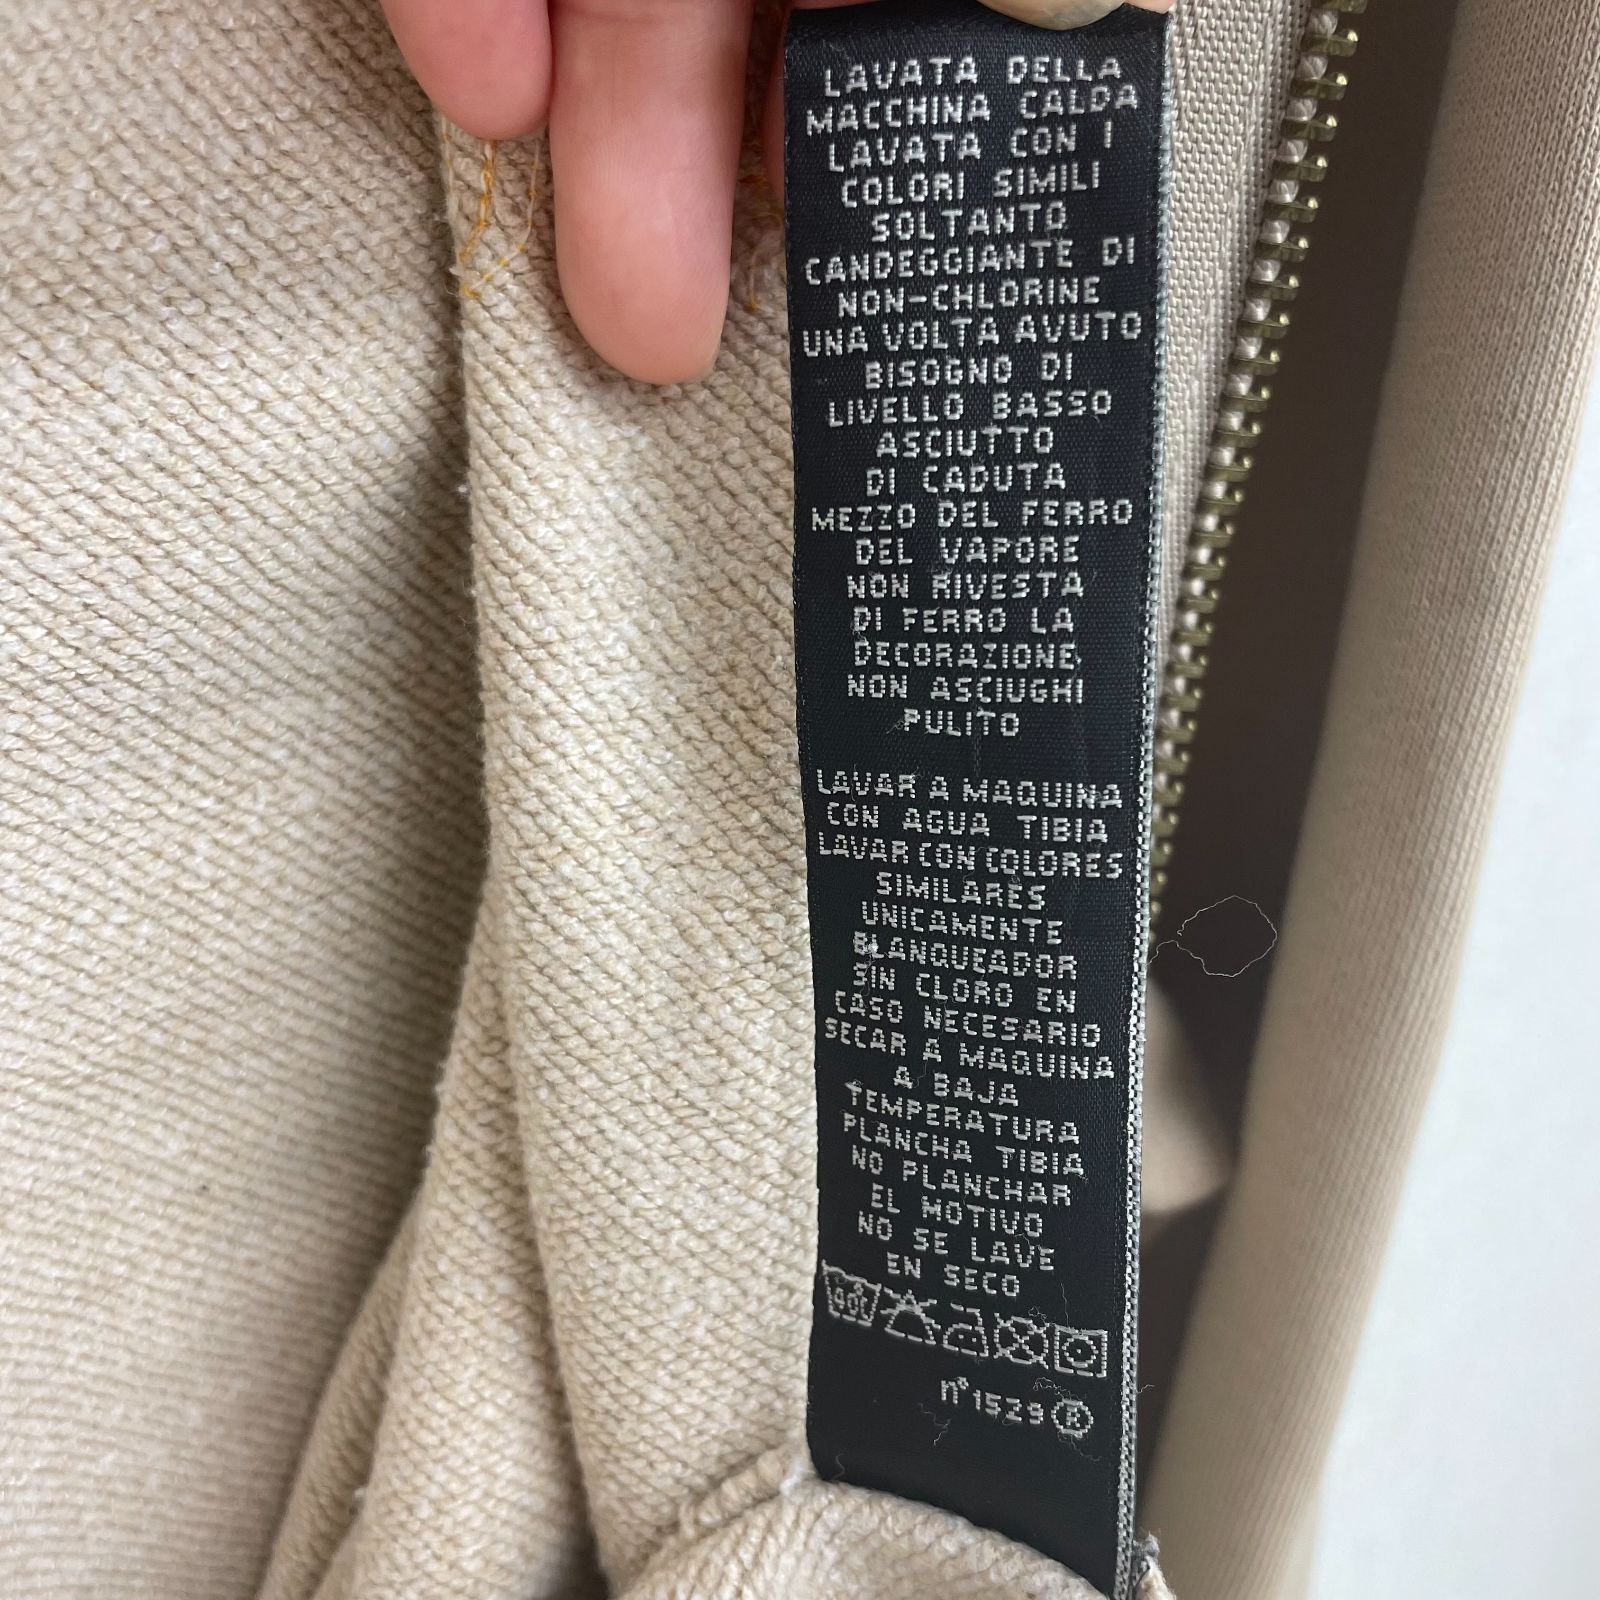 LAVATA DELLA
MACCHINA CALDA
LAVATA CON I
COLORI SIMILI
SOLTANTO
CANDEGGIANTE DI
NON-CHLORINE
UNA VOLTA AVUTO
BISOGNO DI
LIVELLO BASSO
ASCIUTTO
DI CADUTA
MEZZO DEL FERRO
DEL VAPORE
NON RIVESTA
DI FERRO LA
DECORAZIONE
NON ASCIUGHI
PULITO
LAVAR A MAQUINA
CON AGUA TIBIA
LAVAR CON COLORES
SIMILARES
UNICAMENTE
BLANQUEADOR
SIN CLORO EN
CASO NECESARIO
SECAR A MAQUINA
A BAJA
TEMPERATURA
PLANCHA TIBIA
NO PLANCHAR
EL MOTIVO
NO SE LAVE
EN SECO
40°
n° 1529 E